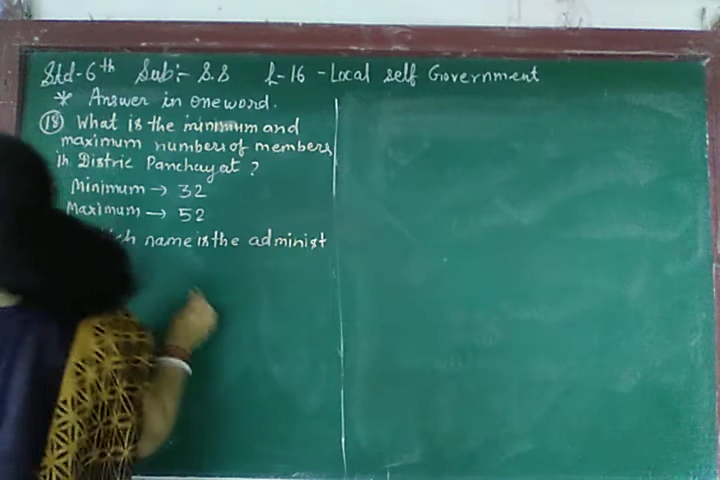 Std-6th Sub:- S.S L-16 - Local self Government
* Answer in one word.
18 What is the minimum and
maximum numbers of members
in Distric Panchayat ?
Minimum → 32
Maximum → 52
name is the administ